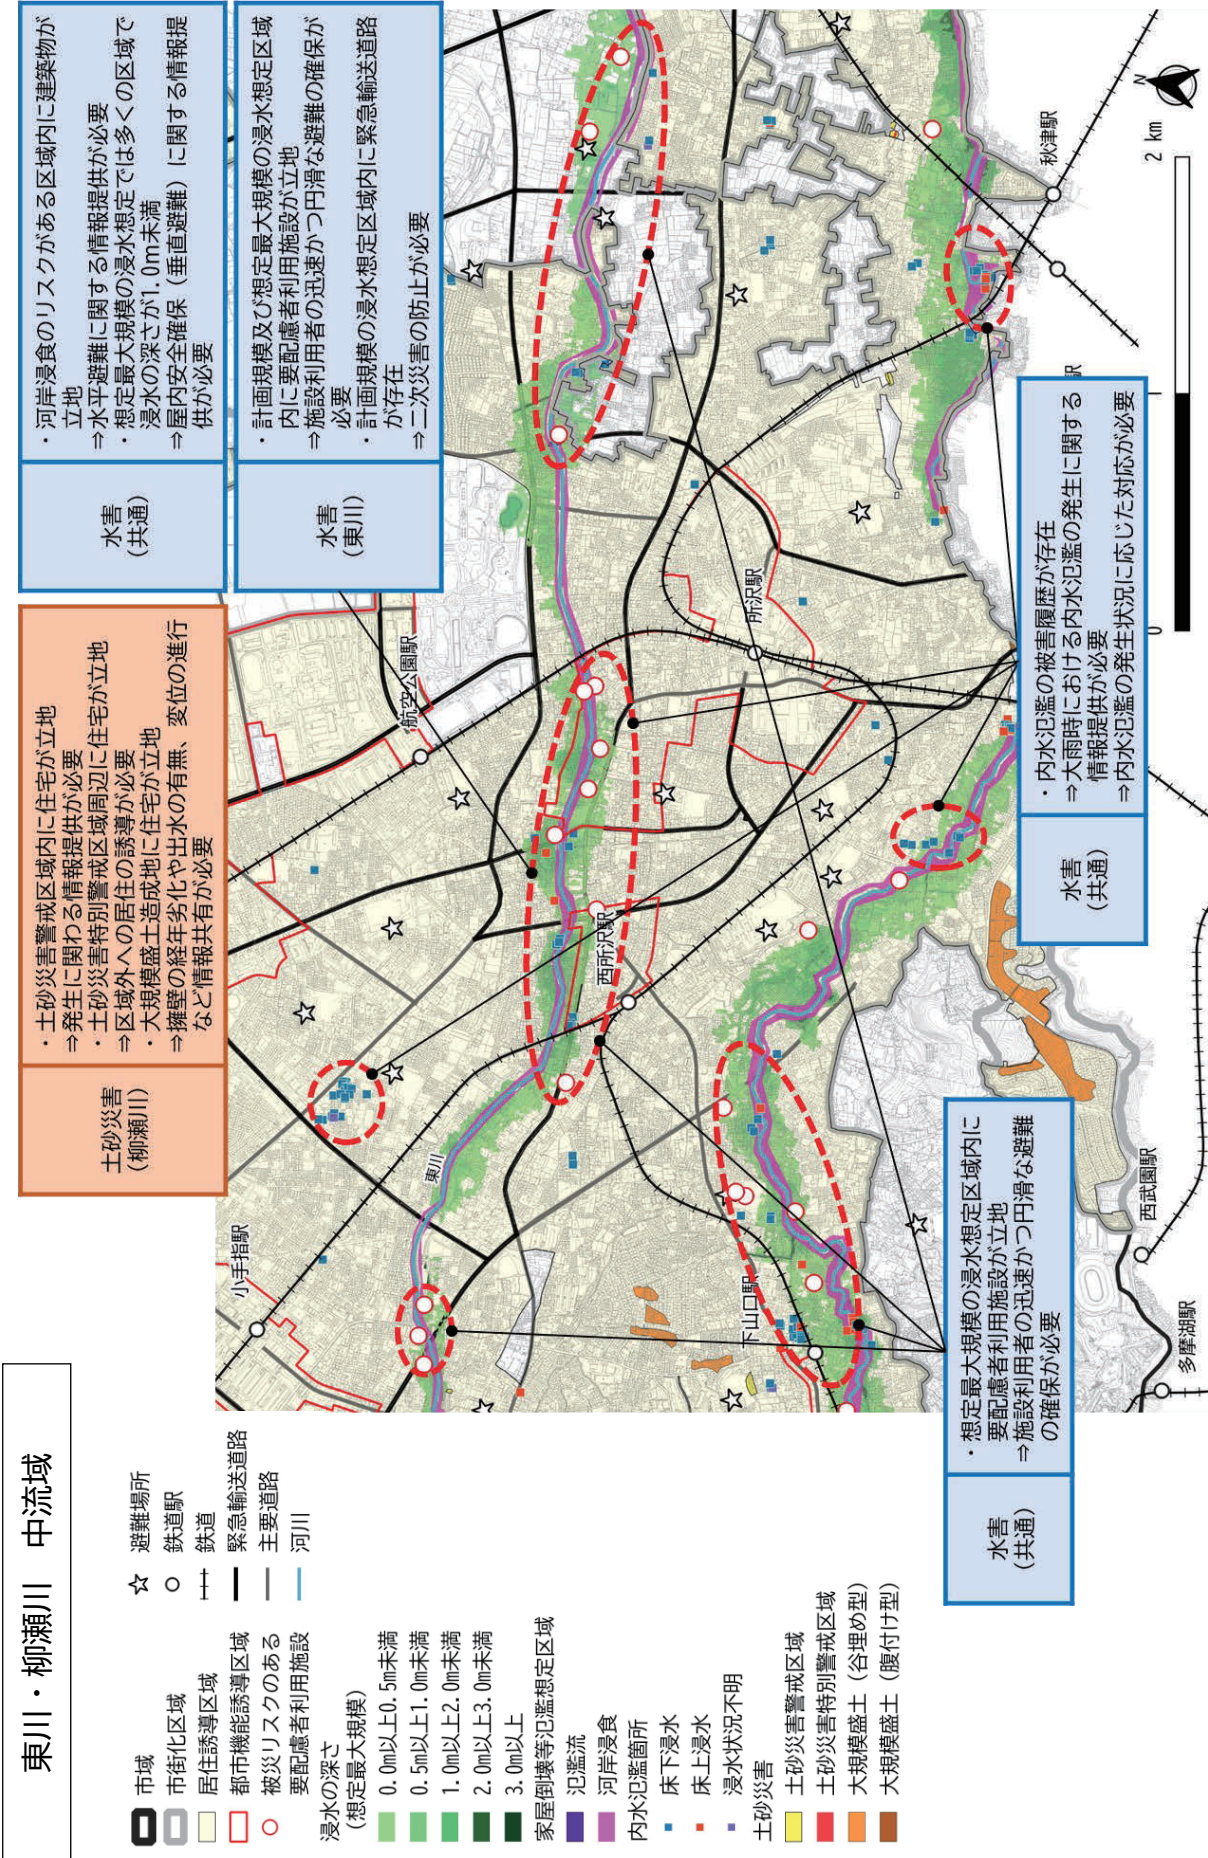 東川・柳瀬川　中流域
市域
市街化区域
居住誘導区域
都市機能誘導区域
被災リスクのある
要配慮者利用施設
浸水の深さ
(想定最大規模)
0.0m以上0.5m未満
0.5m以上1.0m未満
1.0m以上2.0m未満
2.0m以上3.0m未満
3.0m以上
家屋倒壊等氾濫想定区域
氾濫流
河岸浸食
内水氾濫箇所
床下浸水
床上浸水
浸水状況不明
土砂災害
土砂災害警戒区域
土砂災害特別警戒区域
大規模盛土（谷埋め型）
大規模盛土（腹付け型）
避難場所
鉄道駅
鉄道
緊急輸送道路
主要道路
河川
土砂災害
(柳瀬川)
・土砂災害警戒区域内に住宅が立地
⇒発生に関わる情報提供が必要
・土砂災害特別警戒区域周辺に住宅が立地
⇒区域外への居住の誘導が必要
・大規模盛土造成地に住宅が立地
⇒擁壁の経年劣化や出水の有無、変位の進行
など情報共有が必要
水害
(共通)
・河岸浸食のリスクがある区域内に建築物が
立地
⇒水平避難に関する情報提供が必要
・想定最大規模の浸水想定では多くの区域で
浸水の深さが1.0m未満
⇒屋内安全確保（垂直避難）に関する情報提
供が必要
水害
(東川)
・計画規模及び想定最大規模の浸水想定区域
内に要配慮者利用施設が立地
⇒施設利用者の迅速かつ円滑な避難の確保が
必要
・計画規模の浸水想定区域内に緊急輸送道路
が存在
⇒二次災害の防止が必要
小手指駅
航空公園駅
東川
西所沢駅
所沢駅
下山口駅
秋津駅
駅
西武園駅
多摩湖駅
水害
(共通)
・想定最大規模の浸水想定区域内に
要配慮者利用施設が立地
⇒施設利用者の迅速かつ円滑な避難
の確保が必要
水害
(共通)
・内水氾濫の被害履歴が存在
⇒大雨時における内水氾濫の発生に関する
情報提供が必要
⇒内水氾濫の発生状況に応じた対応が必要
N
0
2 km